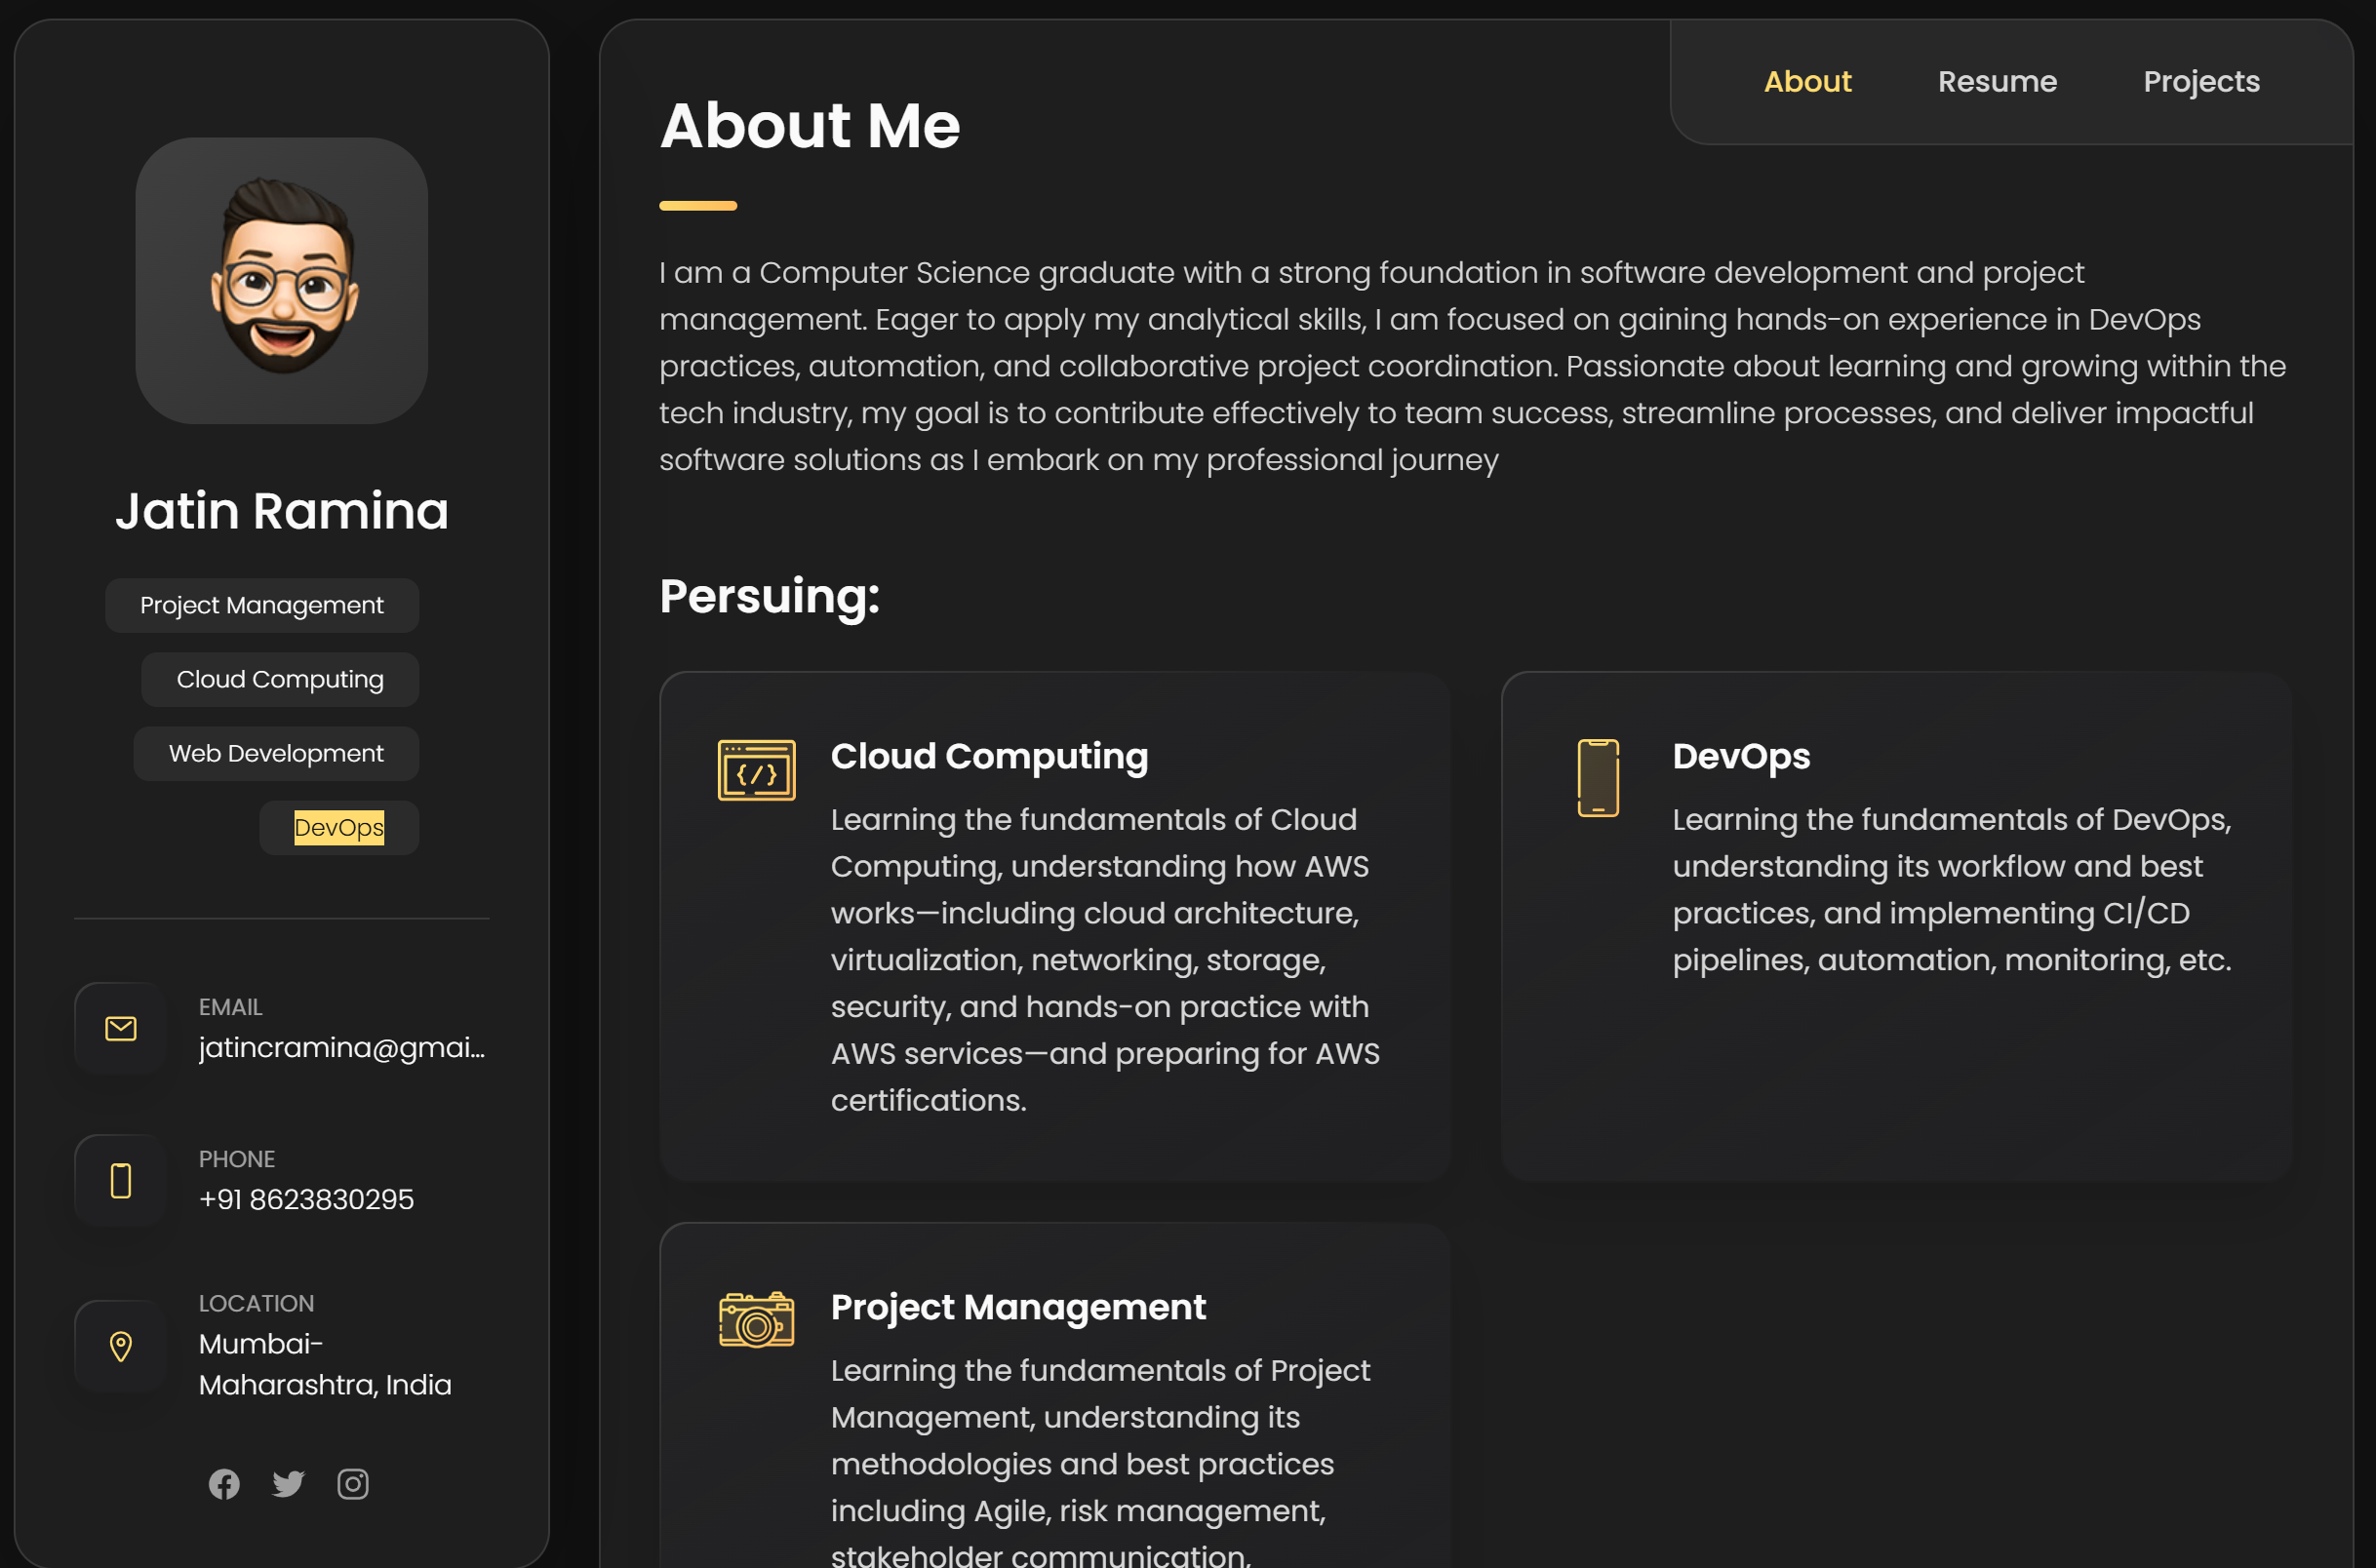 Jatin Ramina
Project Management
Cloud Computing
Web Development
DevOps
EMAIL
jatincramina@gmai...
PHONE
+91 8623830295
LOCATION
Mumbai-
Maharashtra, India
About
Resume
Projects
About Me
I am a Computer Science graduate with a strong foundation in software development and project
management. Eager to apply my analytical skills, I am focused on gaining hands-on experience in DevOps
practices, automation, and collaborative project coordination. Passionate about learning and growing within the
tech industry, my goal is to contribute effectively to team success, streamline processes, and deliver impactful
software solutions as I embark on my professional journey
Persuing:
Cloud Computing
Learning the fundamentals of Cloud
Computing, understanding how AWS
works—including cloud architecture,
virtualization, networking, storage,
security, and hands-on practice with
AWS services—and preparing for AWS
certifications.
DevOps
Learning the fundamentals of DevOps,
understanding its workflow and best
practices, and implementing CI/CD
pipelines, automation, monitoring, etc.
Project Management
Learning the fundamentals of Project
Management, understanding its
methodologies and best practices
including Agile, risk management,
stakeholder communication,